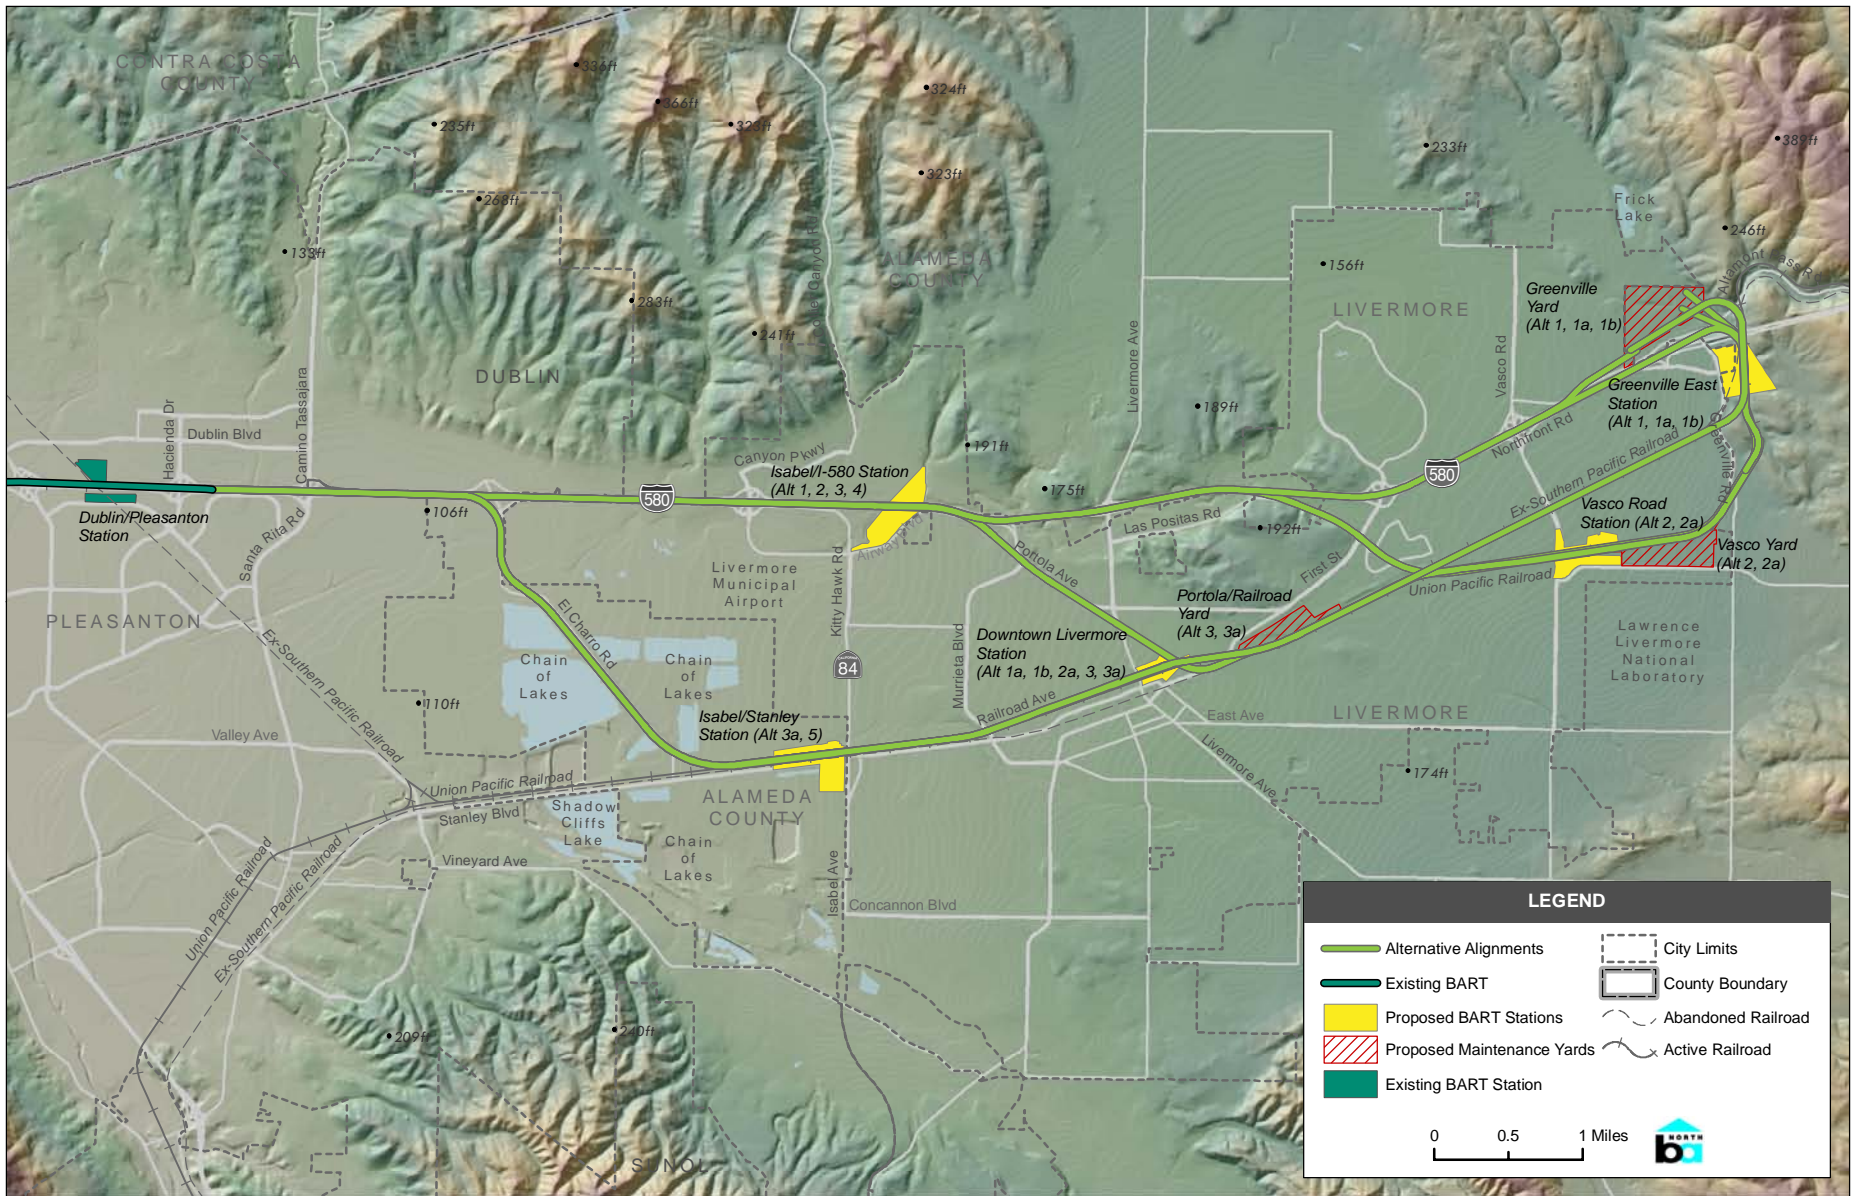 CONTRA COSTA
COUNTY
336ft
366ft
323ft
324ft
235ft
323ft
268ft
133ft
283ft
241ft
233ft
389ft
Frick
Lake
246ft
156ft
ALAMEDA
COUNTY
LIVERMORE
Altamont Pass Rd
Greenville
Yard
(Alt 1, 1a, 1b)
Livermore Ave
Vasco Rd
DUBLIN
Camino Tassajara
Hacienda Dr
Dublin Blvd
189ft
191ft
175ft
192ft
Greenville East
Station
(Alt 1, 1a, 1b)
Northfront Rd
Ex-Southern Pacific Railroad
Greenville Rd
Canyon Pkwy
Isabel/I-580 Station
(Alt 1, 2, 3, 4)
580
580
Airway Blvd
Las Positas Rd
Dublin/Pleasanton
Station
106ft
Santa Rita Rd
Vasco Road
Station (Alt 2, 2a)
Vasco Yard
(Alt 2, 2a)
Union Pacific Railroad
First St
Portola Ave
Livermore
Municipal
Airport
Kitty Hawk Rd
Portola/Railroad
Yard
(Alt 3, 3a)
PLEASANTON
El Charro Rd
Ex-Southern Pacific Railroad
Chain
of
Lakes
Chain
of
Lakes
CALIFORNIA
84
Murrieta Blvd
Downtown Livermore
Station
(Alt 1a, 1b, 2a, 3, 3a)
Lawrence
Livermore
National
Laboratory
110ft
Isabel/Stanley
Station (Alt 3a, 5)
Railroad Ave
East Ave
LIVERMORE
Livermore Ave
174ft
Valley Ave
Union Pacific Railroad
Stanley Blvd
Shadow
Cliffs
Lake
ALAMEDA
COUNTY
Chain
of
Lakes
Vineyard Ave
Union Pacific Railroad
Ex-Southern Pacific Railroad
Isabel Ave
Concannon Blvd
209ft
240ft
SUNOL
LEGEND
Alternative Alignments
Existing BART
Proposed BART Stations
Proposed Maintenance Yards
Existing BART Station
City Limits
County Boundary
Abandoned Railroad
Active Railroad
0 0.5 1 Miles
NORTH
ba